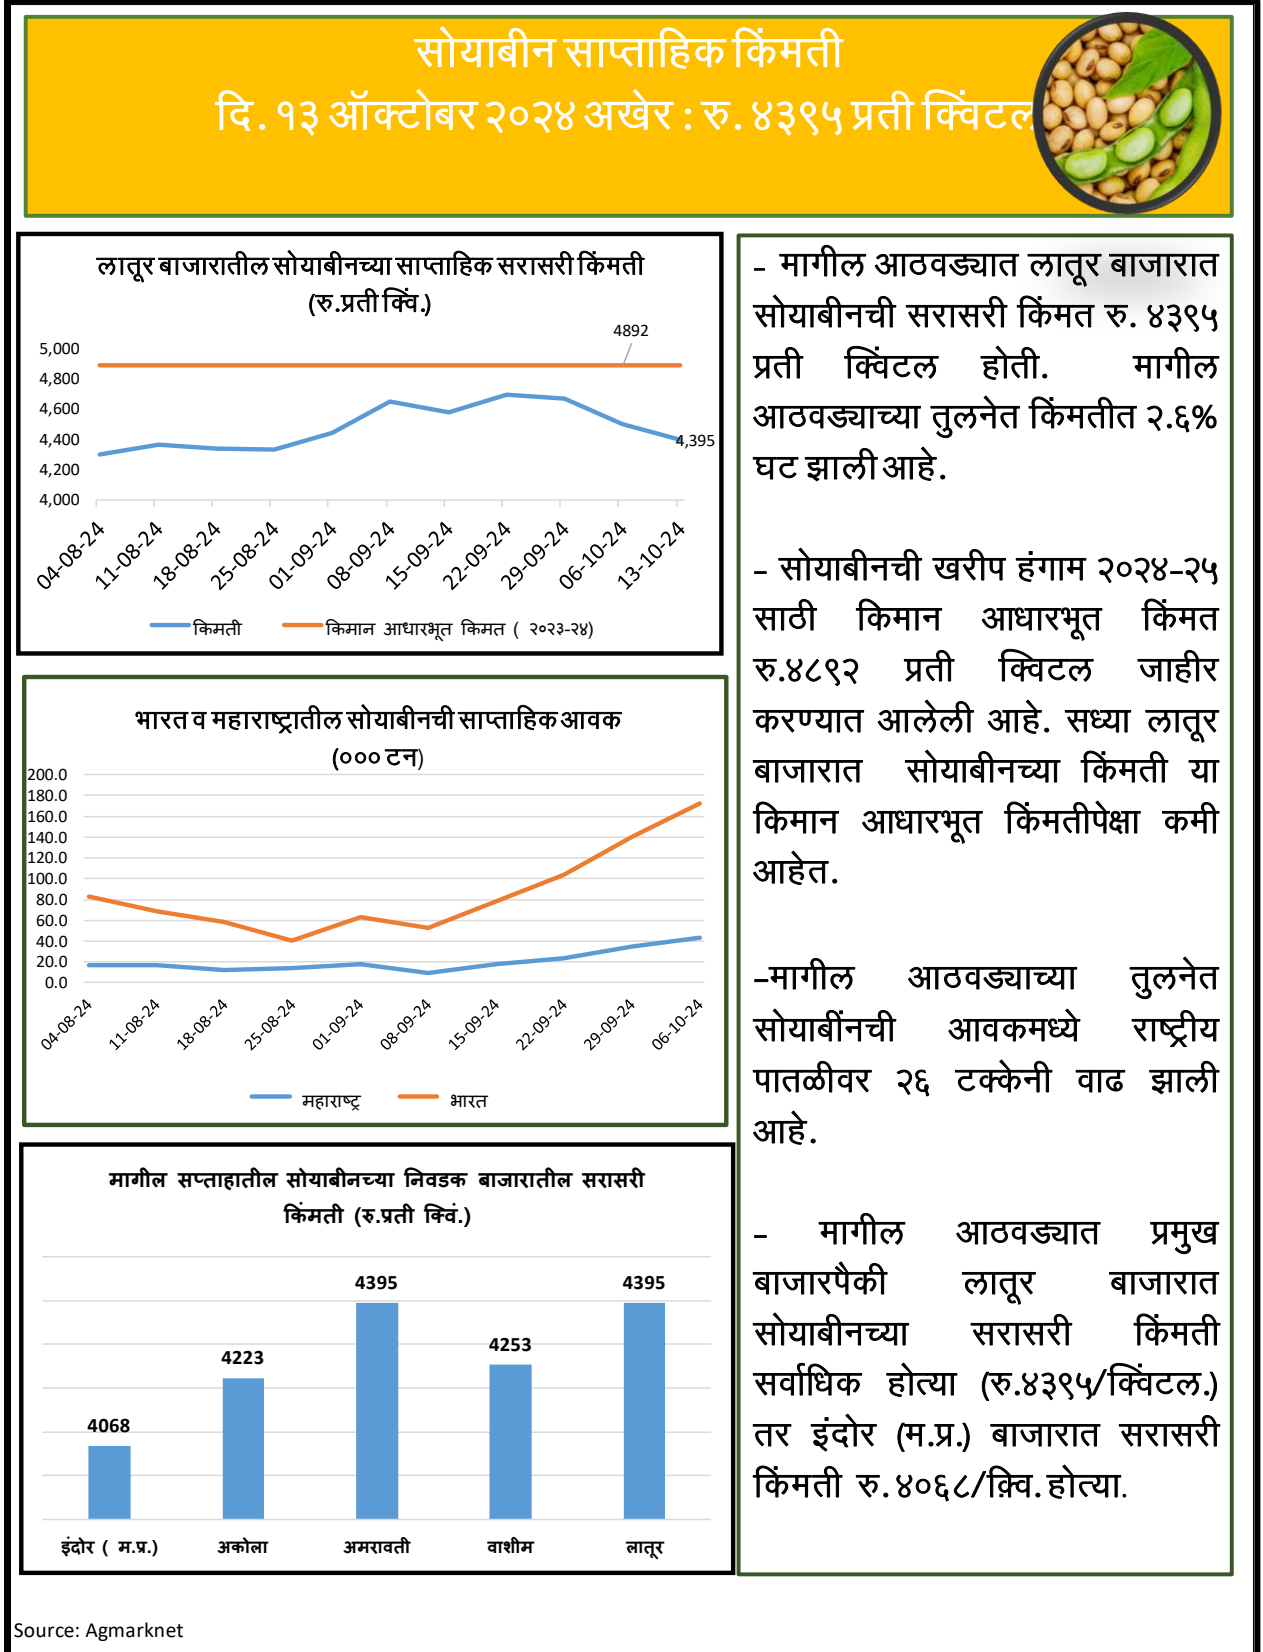 सोयाबीन साप्ताहिक किंमती
दि. १३ ऑक्टोबर २०२४ अखेर : रु. ४३९५ प्रती क्विंटल
लातूर बाजारातील सोयाबीनच्या साप्ताहिक सरासरी किंमती
(रु.प्रती क्विं.)
4892
5,000
4,800
4,600
4,400
4,200
4,000
4,395
04-08-24
11-08-24
18-08-24
25-08-24
01-09-24
08-09-24
15-09-24
22-09-24
29-09-24
06-10-24
13-10-24
किमती
किमान आधारभूत किमत ( २०२३-२४)
भारत व महाराष्ट्रातील सोयाबीनची साप्ताहिक आवक
(००० टन)
200.0
180.0
160.0
140.0
120.0
100.0
80.0
60.0
40.0
20.0
0.0
04-08-24
11-08-24
18-08-24
25-08-24
01-09-24
08-09-24
15-09-24
22-09-24
29-09-24
06-10-24
महाराष्ट्र
भारत
मागील सप्ताहातील सोयाबीनच्या निवडक बाजारातील सरासरी
किंमती (रु.प्रती क्विं.)
4068
4223
4395
4253
4395
इंदोर ( म.प्र.)
अकोला
अमरावती
वाशीम
लातूर
– मागील आठवड्यात लातूर बाजारात
सोयाबीनची सरासरी किंमत रु. ४३९५
प्रती क्विंटल होती. मागील
आठवड्याच्या तुलनेत किंमतीत २.६%
घट झाली आहे.
– सोयाबीनची खरीप हंगाम २०२४–२५
साठी किमान आधारभूत किंमत
रु.४८९२ प्रती क्विटल जाहीर
करण्यात आलेली आहे. सध्या लातूर
बाजारात सोयाबीनच्या किंमती या
किमान आधारभूत किंमतीपेक्षा कमी
आहेत.
–मागील आठवड्याच्या तुलनेत
सोयाबींनची आवकमध्ये राष्ट्रीय
पातळीवर २६ टक्केनी वाढ झाली
आहे.
– मागील आठवड्यात प्रमुख
बाजारपैकी लातूर बाजारात
सोयाबीनच्या सरासरी किंमती
सर्वाधिक होत्या (रु.४३९५/क्विंटल.)
तर इंदोर (म.प्र.) बाजारात सरासरी
किंमती रु.४०६८/क़्वि.होत्या.
Source: Agmarknet